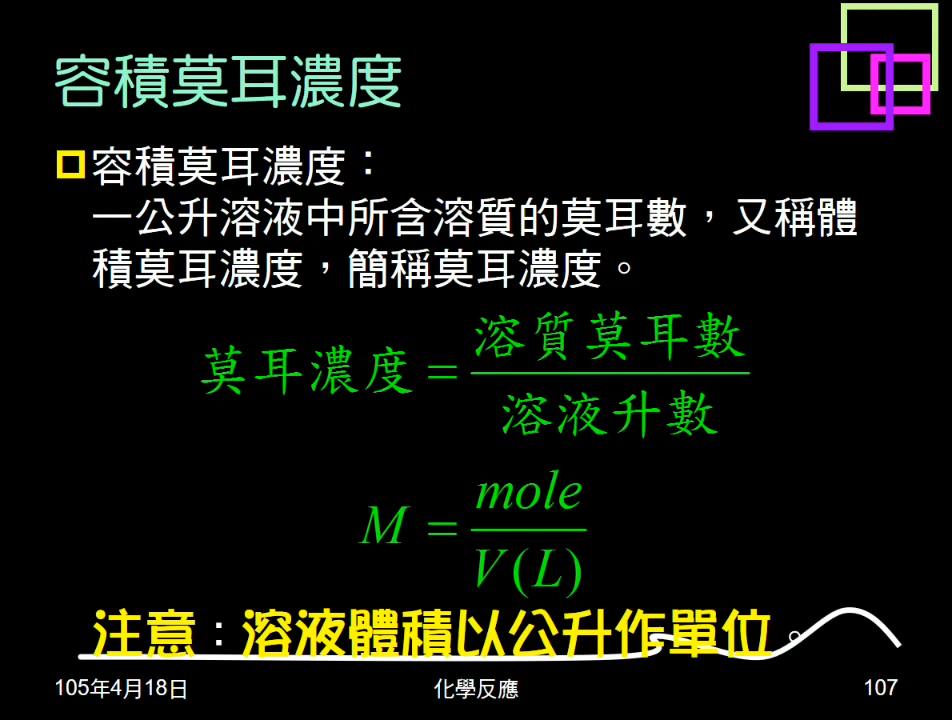 容積莫耳濃度
容積莫耳濃度：
一公升溶液中所含溶質的莫耳數，又稱體
積莫耳濃度，簡稱莫耳濃度。
莫耳濃度 = 溶質莫耳數 / 溶液升數
M = mole / V(L)
注意：溶液體積以公升作單位。
105年4月18日 化學反應 107